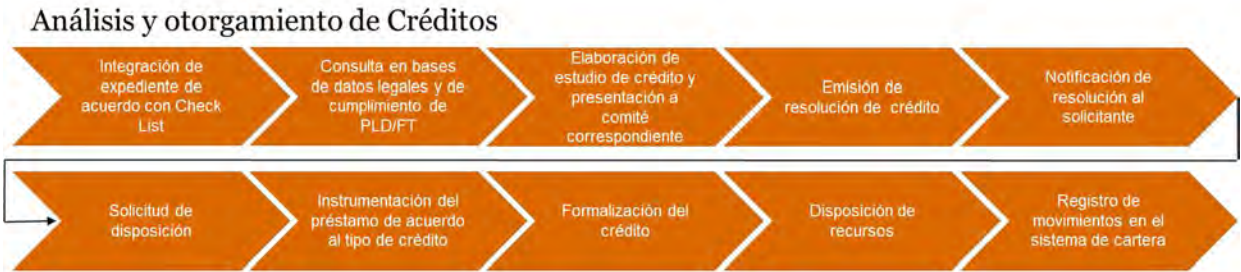 Análisis y otorgamiento de Créditos
Integración de
expediente de
acuerdo con Check
List
Consulta en bases
de datos legales y de
cumplimiento de
PLD/FT
Elaboración de
estudio de crédito y
presentación a
comité
correspondiente
Emisión de
resolución de crédito
Notificación de
resolución al
solicitante
Solicitud de
disposición
Instrumentación del
préstamo de acuerdo
al tipo de crédito
Formalización del
crédito
Disposición de
recursos
Registro de
movimientos en el
sistema de cartera